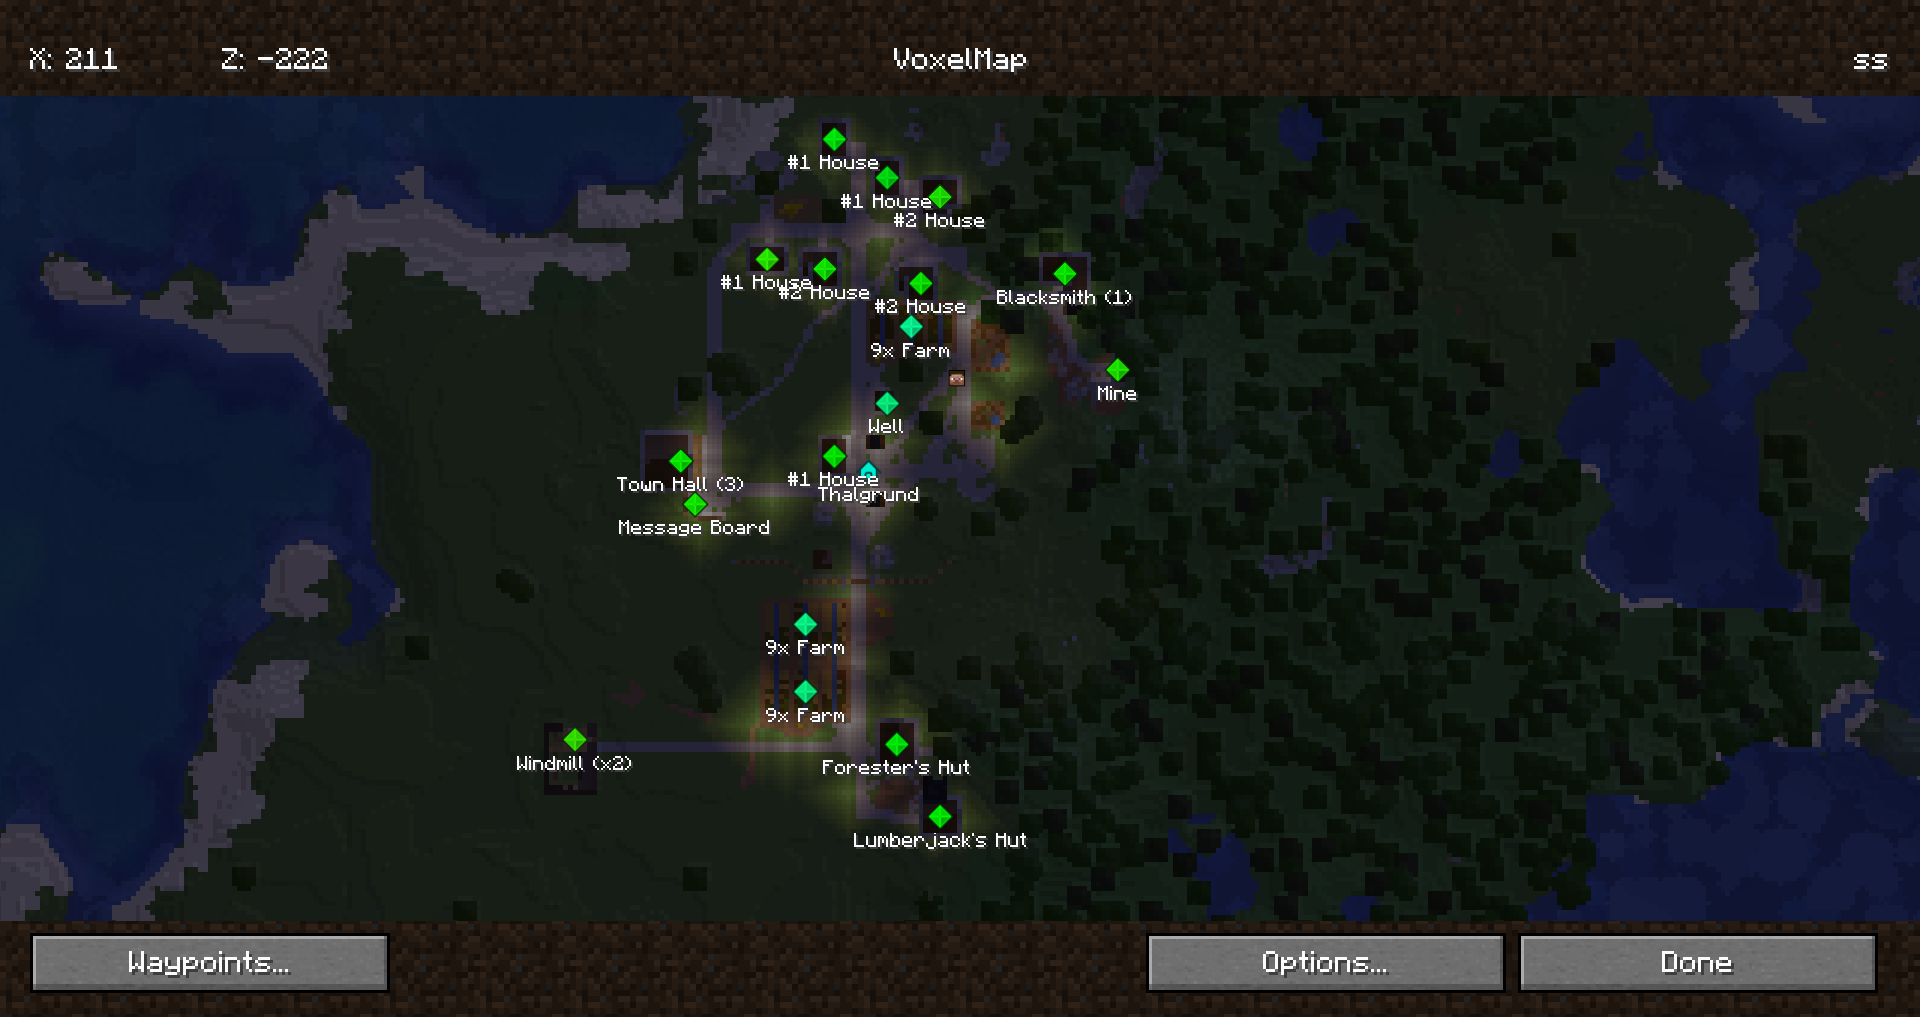 X: 211 Z: -222 VoxelMap ss
#1 House
#1 House
#2 House
#1 House
#2 House
#2 House
Blacksmith (1)
9x Farm
Mine
Well
#1 House
Town Hall (3)
Thalgrund
Message Board
9x Farm
9x Farm
Windmill (x2)
Forester's Hut
Lumberjack's Hut
Waypoints... Options... Done